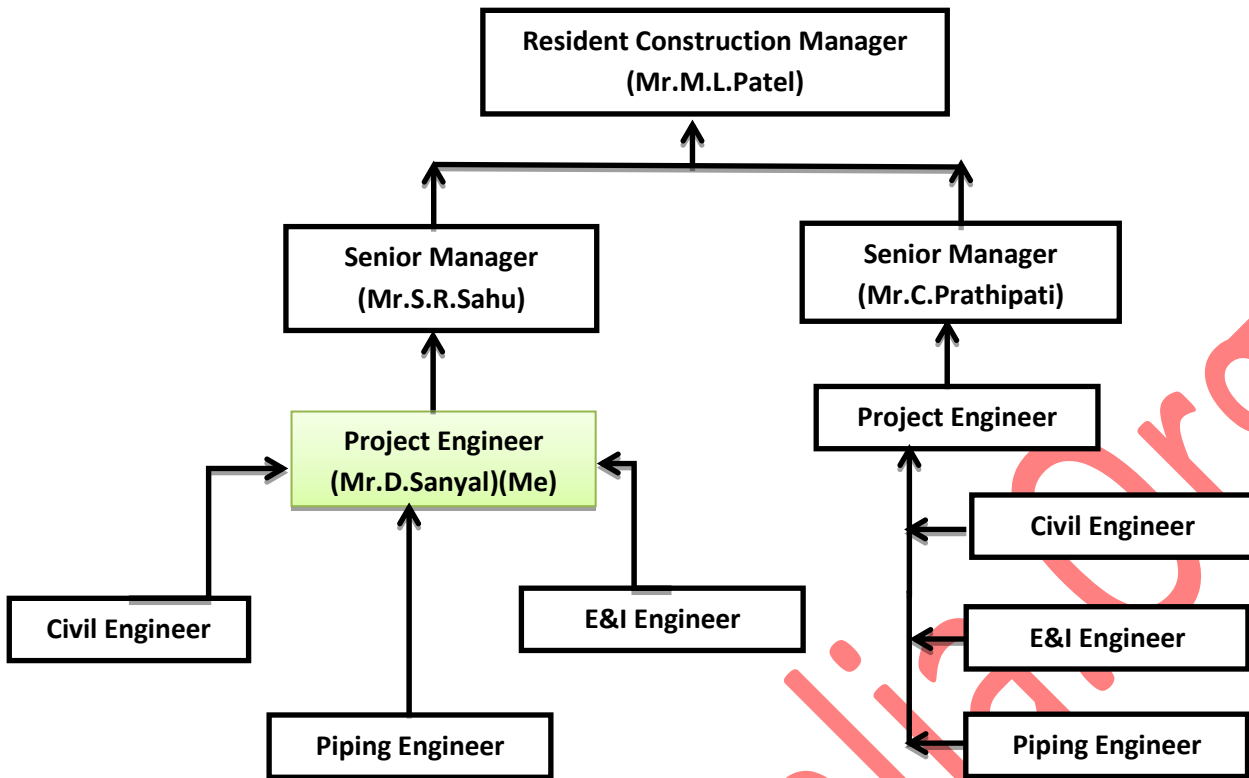 Resident Construction Manager
(Mr.M.L.Patel)
Senior Manager
(Mr.S.R.Sahu)
Senior Manager
(Mr.C.Prathipati)
Project Engineer
(Mr.D.Sanyal)(Me)
Project Engineer
Civil Engineer
E&I Engineer
Piping Engineer
Civil Engineer
E&I Engineer
Piping Engineer